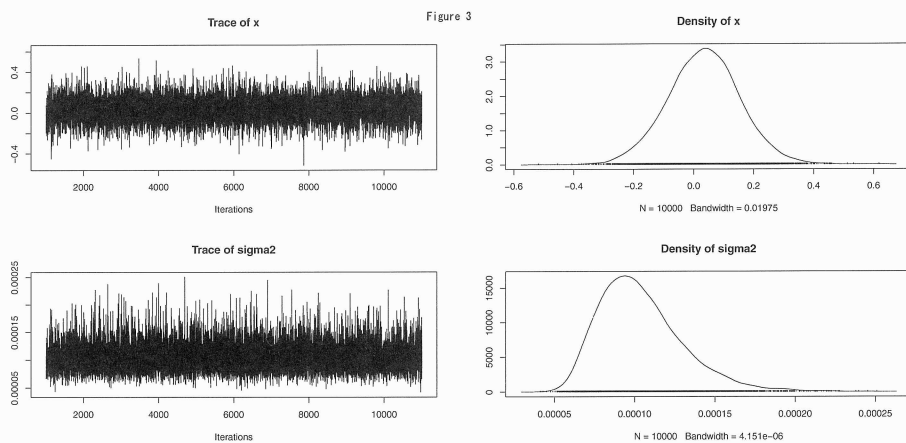 Figure 3
Trace of x
0.4
0.0
-0.4
2000 4000 6000 8000 10000
Iterations
Density of x
3.0
2.0
1.0
0.0
-0.6 -0.4 -0.2 0.0 0.2 0.4 0.6
N = 10000 Bandwidth = 0.01975
Trace of sigma2
0.00025
0.00015
0.00005
2000 4000 6000 8000 10000
Iterations
Density of sigma2
15000
10000
5000
0
0.00005 0.00010 0.00015 0.00020 0.00025
N = 10000 Bandwidth = 4.151e-06